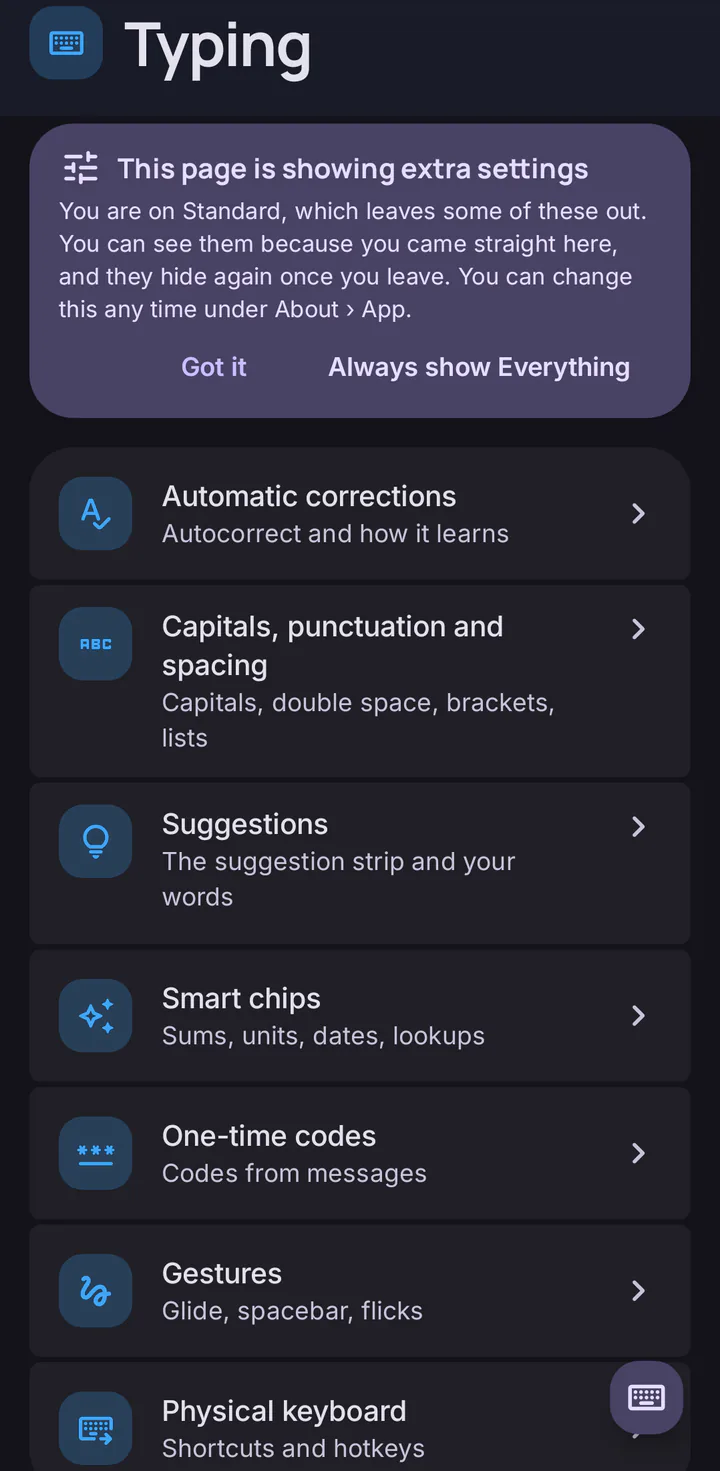 Typing
This page is showing extra settings
You are on Standard, which leaves some of these out.
You can see them because you came straight here,
and they hide again once you leave. You can change
this any time under About › App.
Got it
Always show Everything
Automatic corrections
Autocorrect and how it learns
ABC
Capitals, punctuation and
spacing
Capitals, double space, brackets,
lists
Suggestions
The suggestion strip and your
words
Smart chips
Sums, units, dates, lookups
One-time codes
Codes from messages
Gestures
Glide, spacebar, flicks
Physical keyboard
Shortcuts and hotkeys